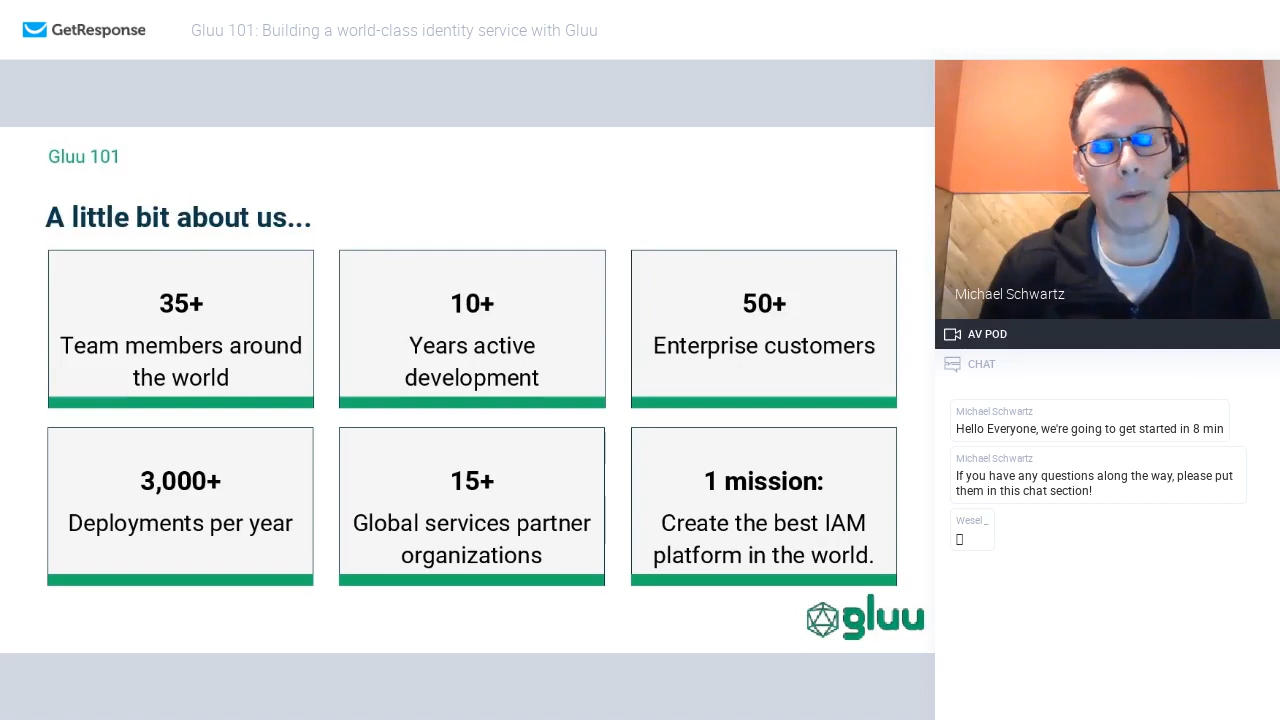 GetResponse
Gluu 101: Building a world-class identity service with Gluu
Gluu 101
A little bit about us...
35+
Team members around
the world
10+
Years active
development
50+
Enterprise customers
3,000+
Deployments per year
15+
Global services partner
organizations
1 mission:
Create the best IAM
platform in the world.
gluu
Michael Schwartz
AV POD
CHAT
Michael Schwartz
Hello Everyone, we're going to get started in 8 min
Michael Schwartz
If you have any questions along the way, please put
them in this chat section!
Wesel _